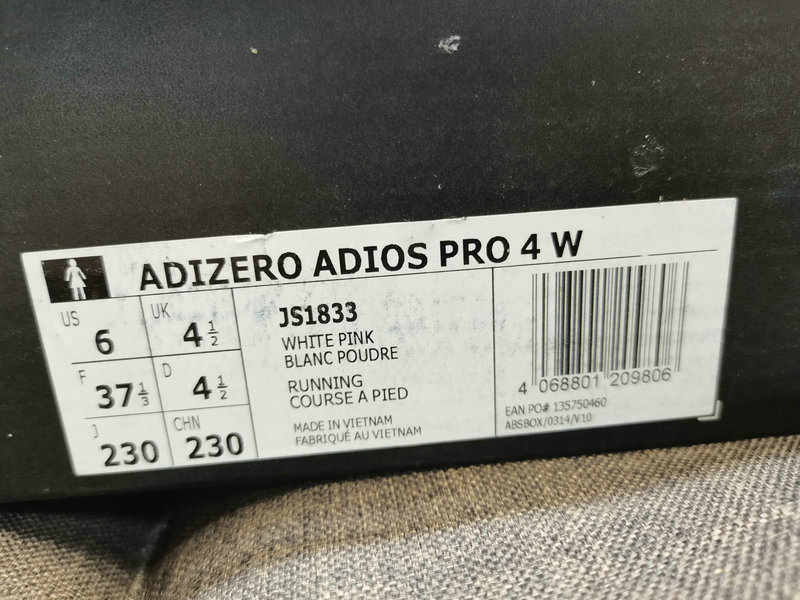 ADIZERO ADIOS PRO 4 W
US 6 UK 4 1/2
F 37 1/3 D 4 1/2
J 230 CHN 230
JS1833
WHITE PINK
BLANC POUDRE
RUNNING
COURSE A PIED
MADE IN VIETNAM
FABRIQUÉ AU VIETNAM
4 068801 209806
EAN PO# 135750460
ABSBOX/0314/V10